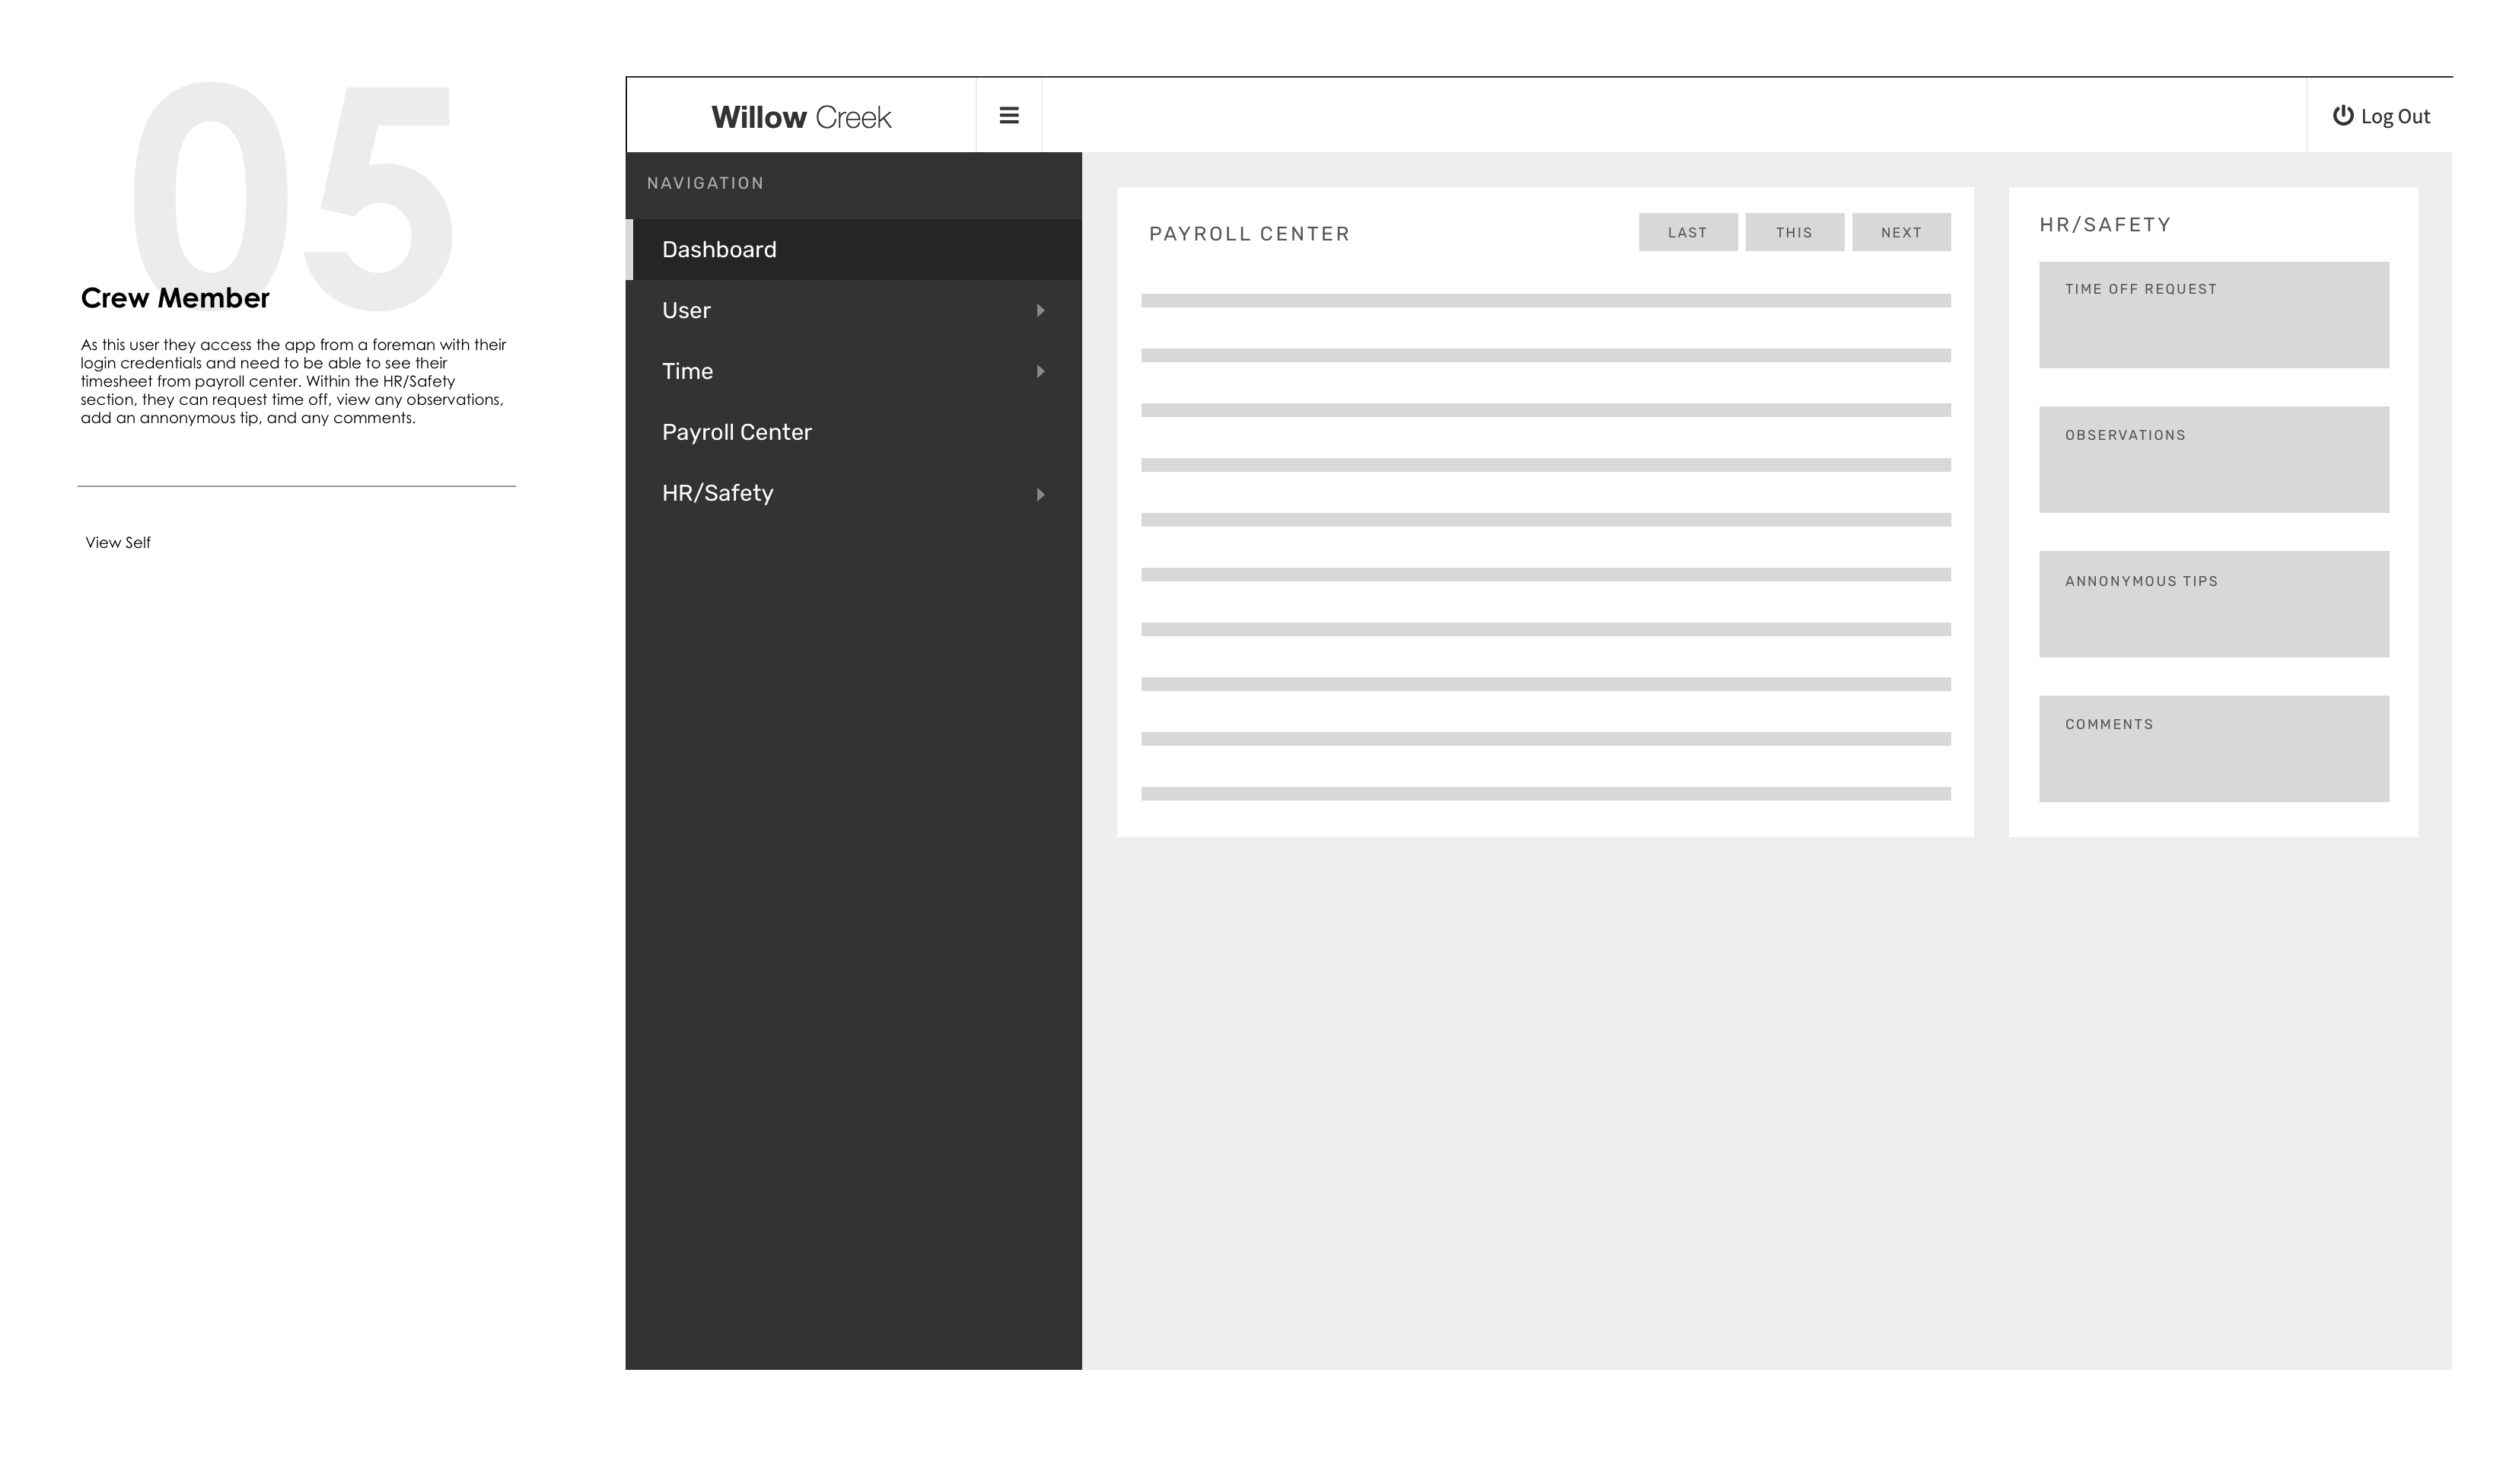 05
Crew Member
As this user they access the app from a foreman with their
login credentials and need to be able to see their
timesheet from payroll center. Within the HR/Safety
section, they can request time off, view any observations,
add an annonymous tip, and any comments.
View Self
Willow Creek
Log Out
NAVIGATION
Dashboard
User
Time
Payroll Center
HR/Safety
PAYROLL CENTER
LAST
THIS
NEXT
HR/SAFETY
TIME OFF REQUEST
OBSERVATIONS
ANNONYMOUS TIPS
COMMENTS